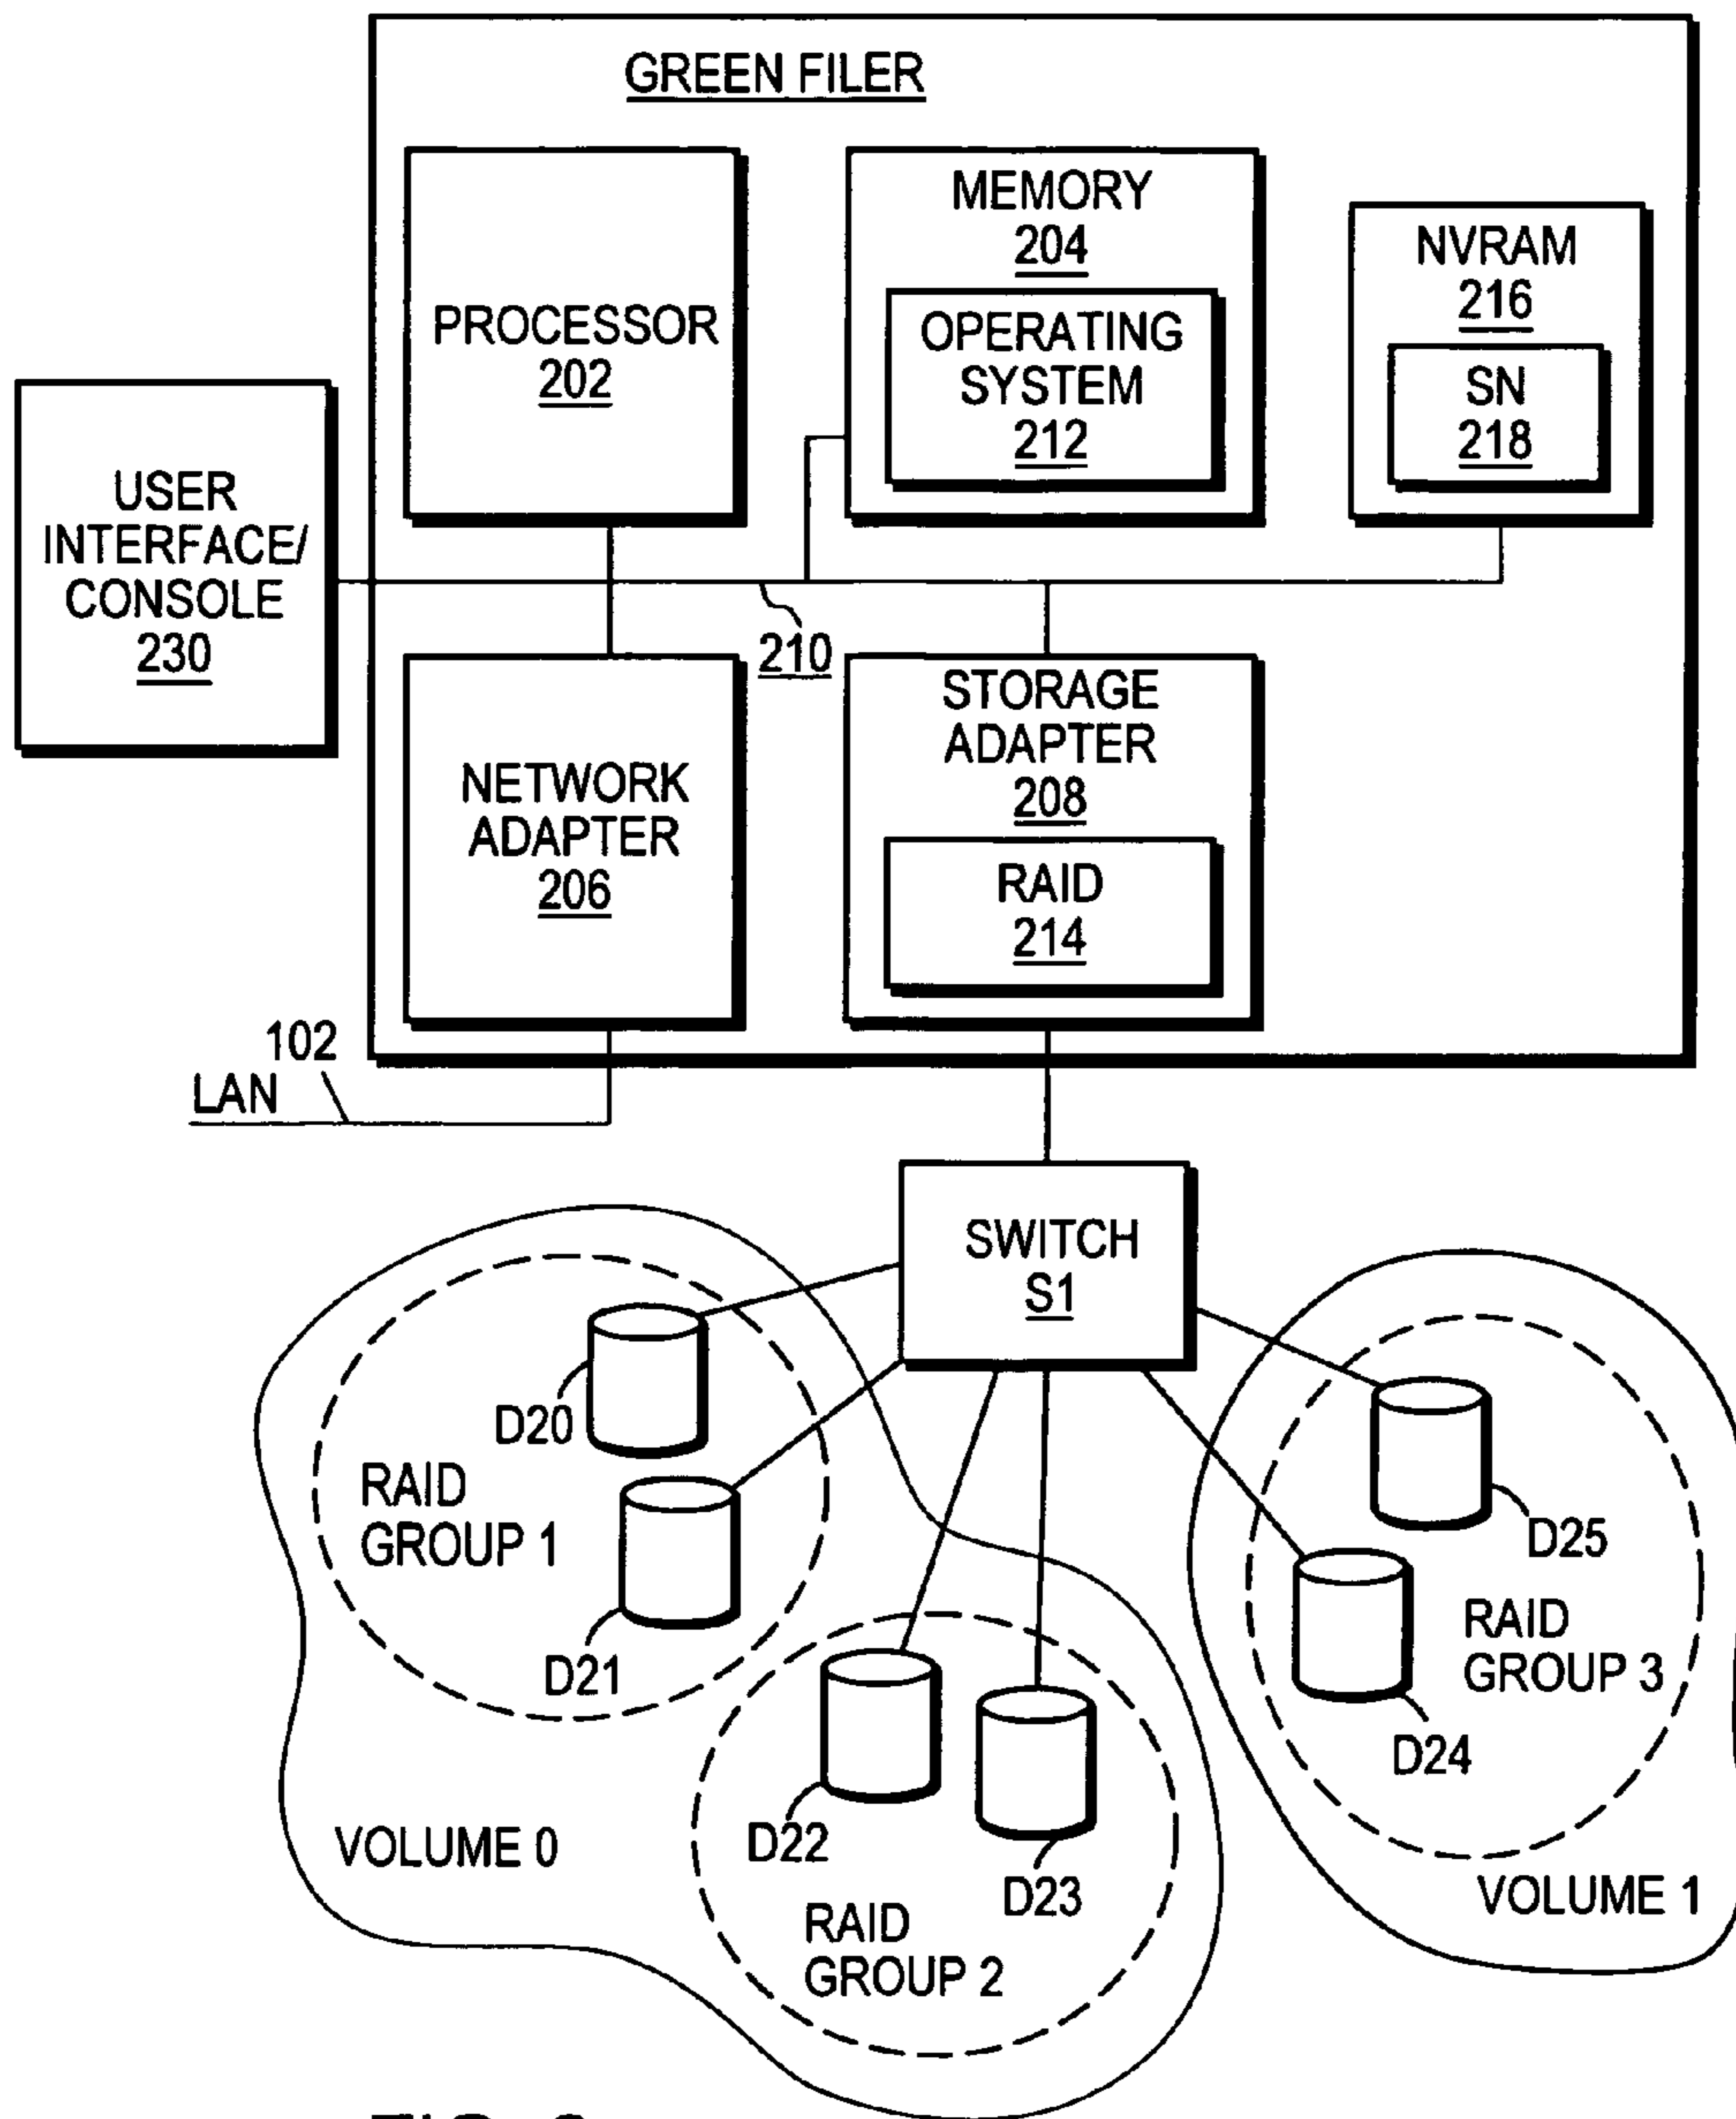 GREEN FILER
PROCESSOR
202
MEMORY
204
OPERATING
SYSTEM
212
NVRAM
216
SN
218
USER
INTERFACE/
CONSOLE
230
210
NETWORK
ADAPTER
206
STORAGE
ADAPTER
208
RAID
214
102
LAN
SWITCH
S1
D20
RAID
GROUP 1
D21
D25
RAID
GROUP 3
D24
D22
D23
VOLUME 0
RAID
GROUP 2
VOLUME 1